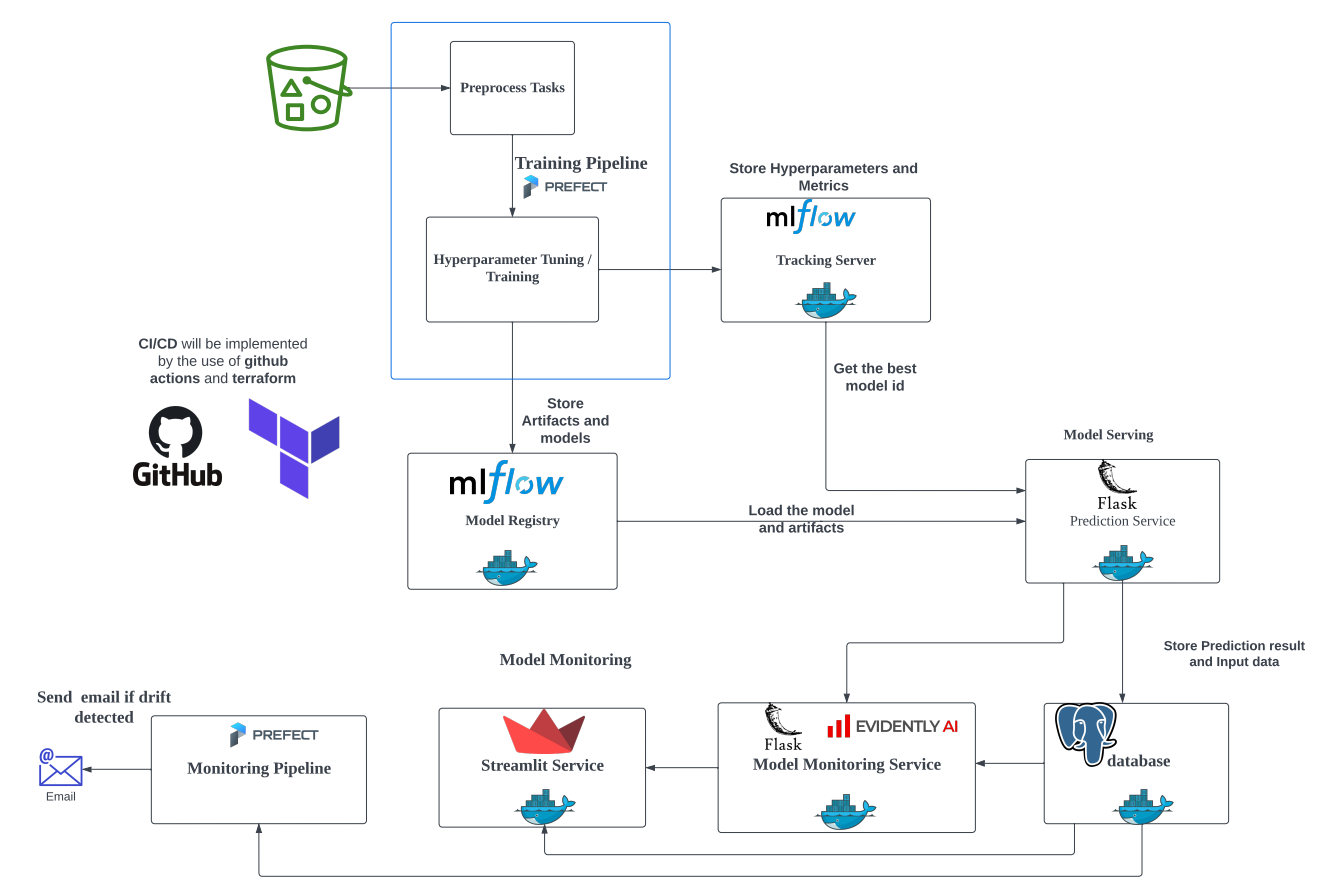 Preprocess Tasks
Training Pipeline
PREFECT
Hyperparameter Tuning /
Training
Store Hyperparameters and
Metrics
mlflow
Tracking Server
CI/CD will be implemented
by the use of github
actions and terraform
GitHub
Get the best
model id
Store
Artifacts and
models
mlflow
Model Registry
Load the model
and artifacts
Model Serving
Flask
Prediction Service
Store Prediction result
and Input data
Model Monitoring
Send email if drift
detected
@
Email
PREFECT
Monitoring Pipeline
Streamlit Service
Flask
EVIDENTLY AI
Model Monitoring Service
database